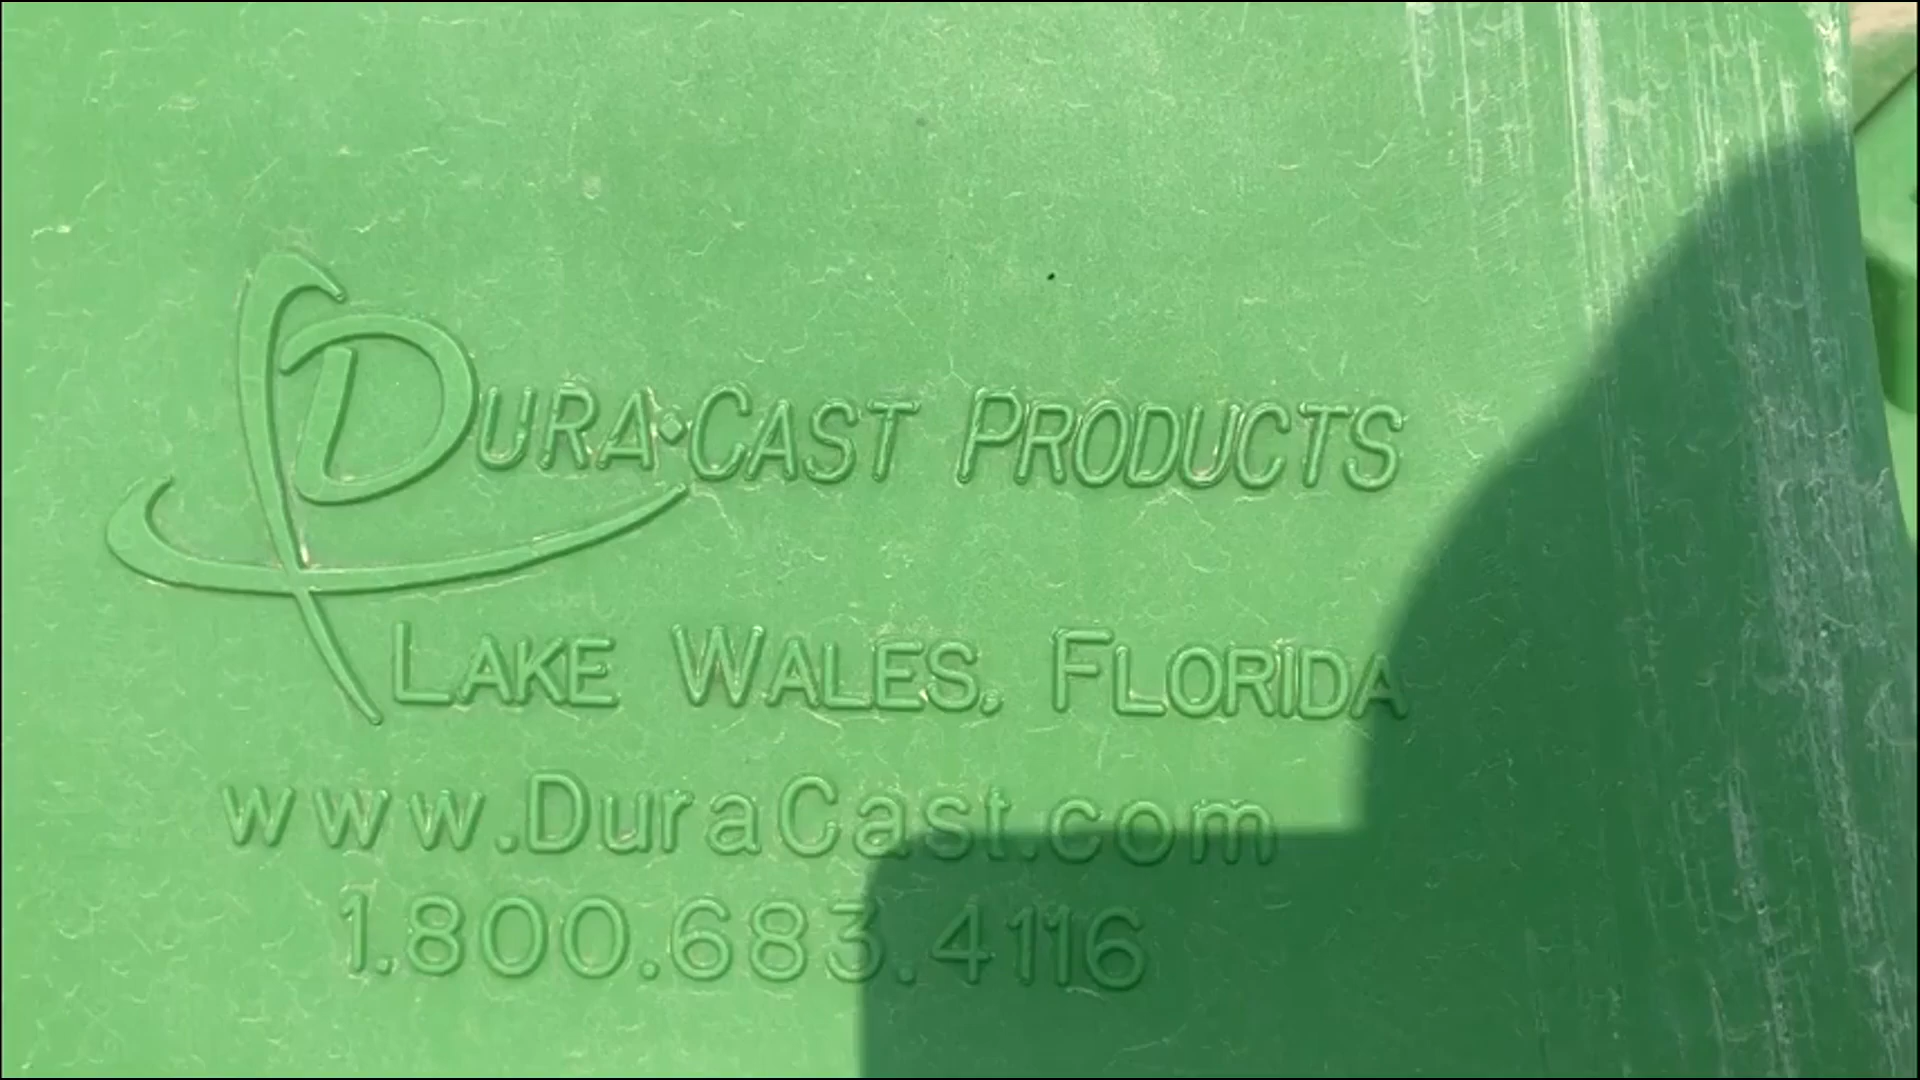 DURA·CAST PRODUCTS
LAKE WALES, FLORIDA
www.DuraCast.com
1.800.683.4116